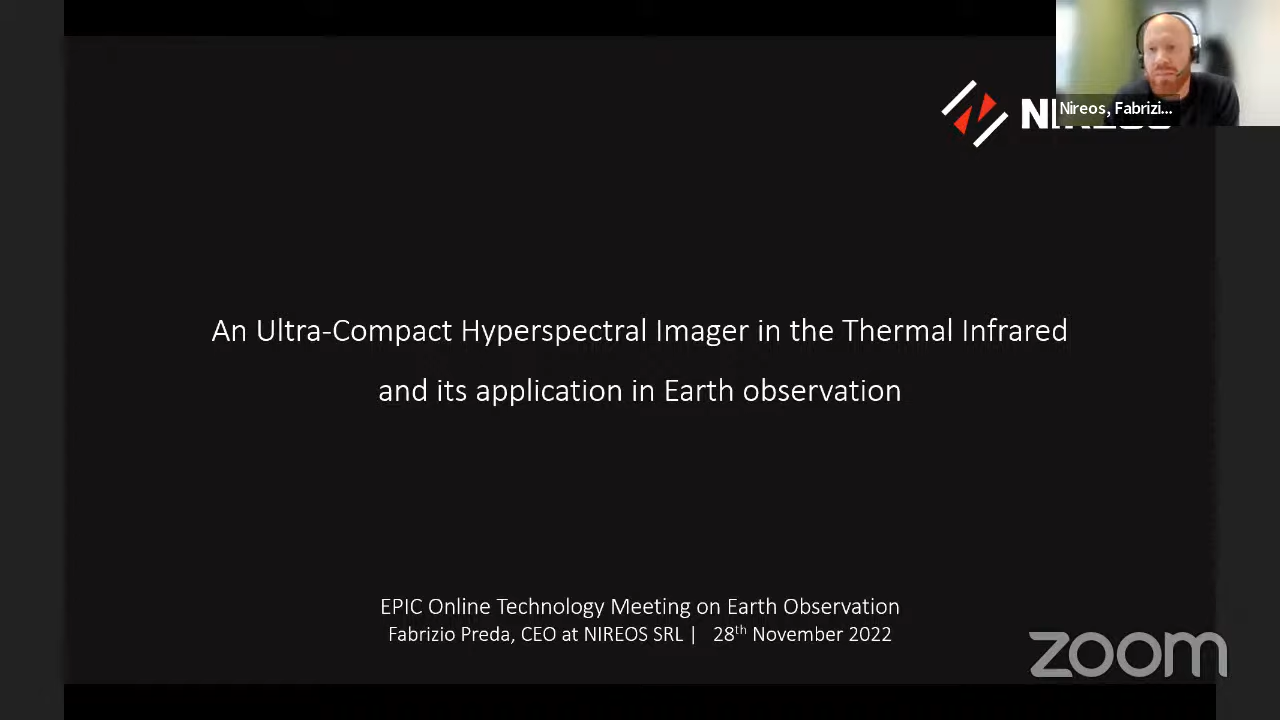 Nireos, Fabrizi...
An Ultra-Compact Hyperspectral Imager in the Thermal Infrared
and its application in Earth observation
EPIC Online Technology Meeting on Earth Observation
Fabrizio Preda, CEO at NIREOS SRL | 28th November 2022
zoom